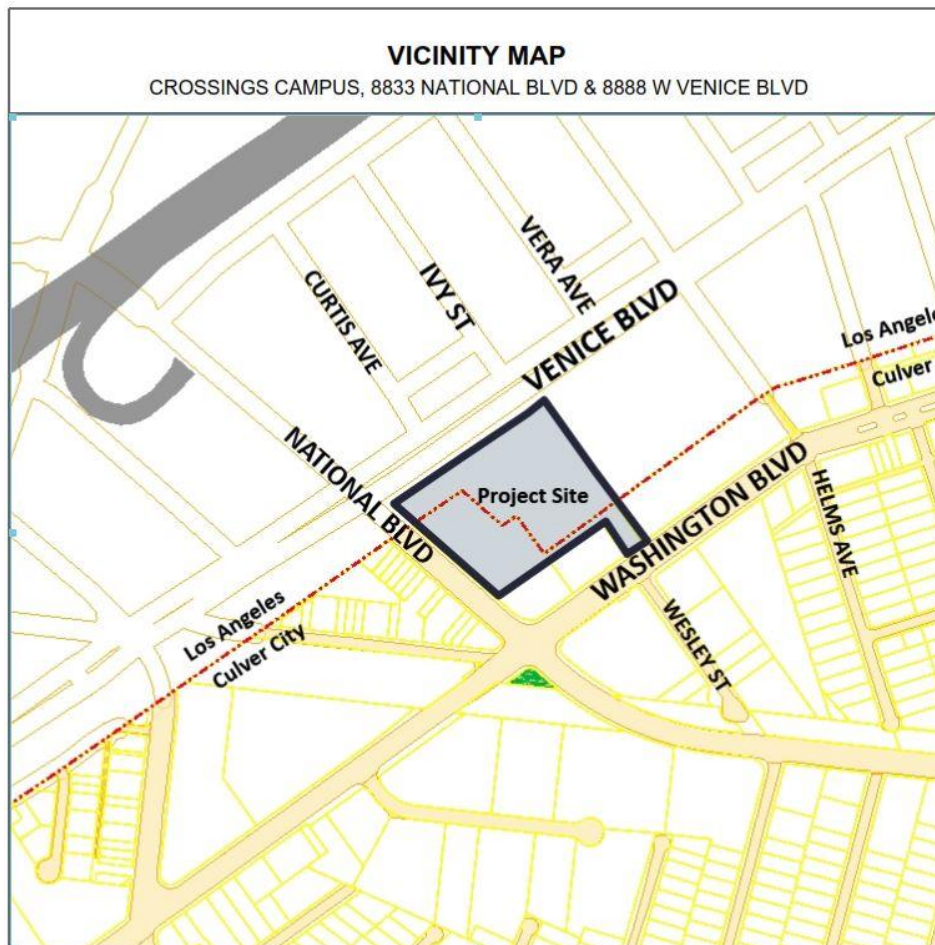 VICINITY MAP
CROSSINGS CAMPUS, 8833 NATIONAL BLVD & 8888 W VENICE BLVD
VERA AVE
IVY ST
CURTIS AVE
VENICE BLVD
Los Angele
Culver
NATIONAL BLVD
Project Site
WASHINGTON BLVD
HELMS AVE
Los Angeles
Culver City
WESLEY ST